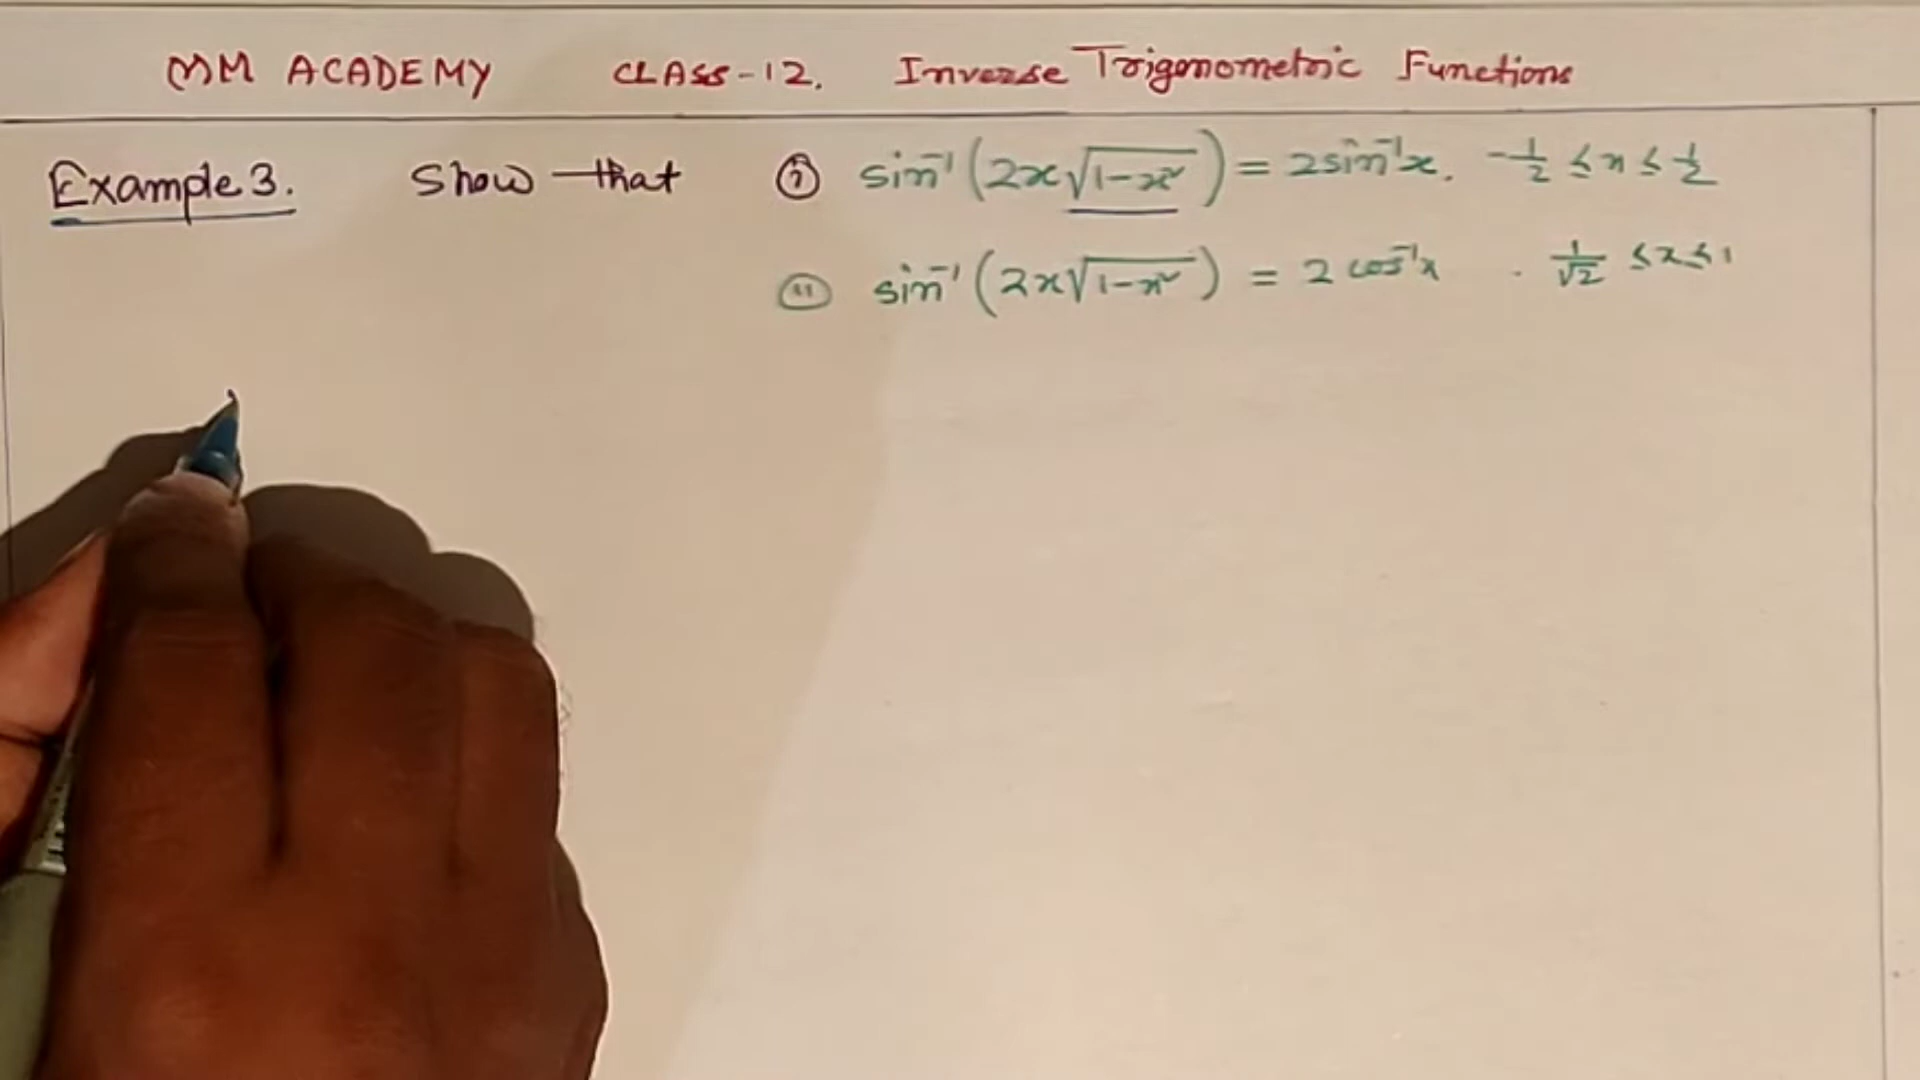 MM ACADEMY CLASS-12. Inverse Trigonometric Functions
Example 3. Show that (i) sin⁻¹(2x√(1-x²)) = 2sin⁻¹x. -1/2 ≤ x ≤ 1/2
(ii) sin⁻¹(2x√(1-x²)) = 2cos⁻¹x . 1/√2 ≤ x ≤ 1